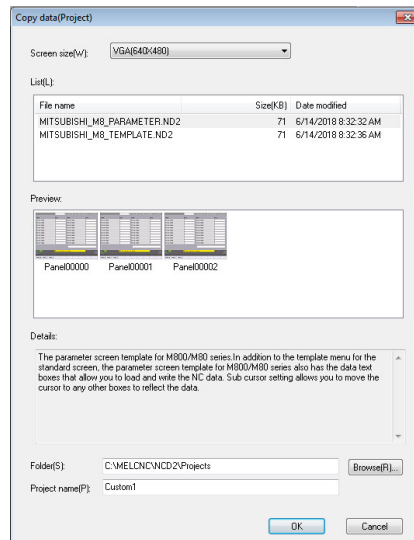 Copy data(Project)
Screen size(W): VGA(640X480)
List(L):
File name Size(KB) Date modified
MITSUBISHI_M8_PARAMETER.ND2 71 6/14/2018 8:32:32 AM
MITSUBISHI_M8_TEMPLATE.ND2 71 6/14/2018 8:32:36 AM
Preview:
Panel00000 Panel00001 Panel00002
Details:
The parameter screen template for M800/M80 series.In addition to the template menu for the
standard screen, the parameter screen template for M800/M80 series also has the data text
boxes that allow you to load and write the NC data. Sub cursor setting allows you to move the
cursor to any other boxes to reflect the data.
Folder(S): C:\MELCNC\NCD2\Projects Browse(R)...
Project name(P): Custom1
OK Cancel